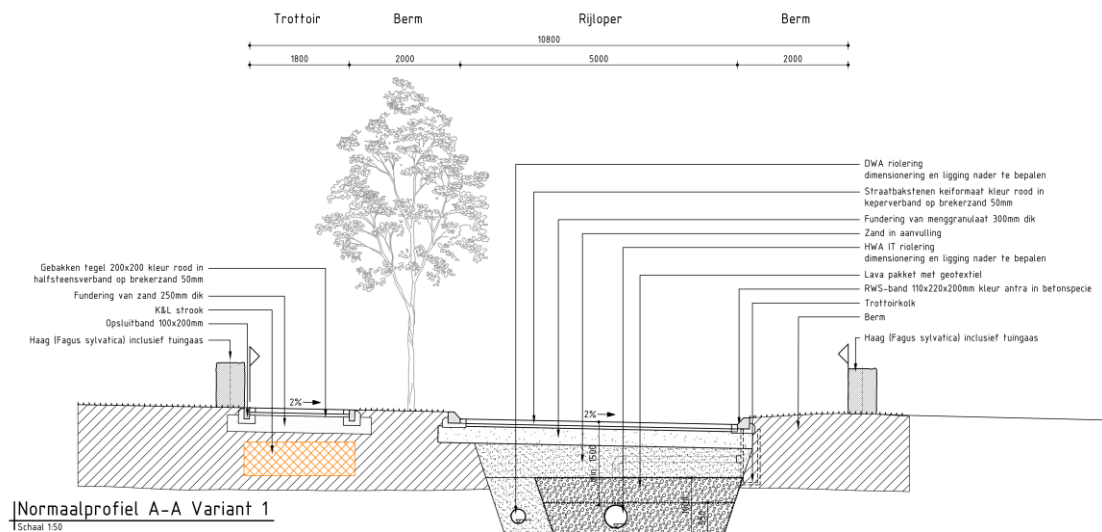 Trottoir Berm Rijloper Berm
10800
1800 2000 5000 2000
DWA riolering
dimensionering en ligging nader te bepalen
Straatbakstenen keiformaat kleur rood in
keperverband op brekerzand 50mm
Fundering van menggranulaat 300mm dik
Zand in aanvulling
HWA IT riolering
dimensionering en ligging nader te bepalen
Lava pakket met geotextiel
RWS-band 110x220x200mm kleur antra in betonspecie
Trottoirkolk
Berm
Haag (Fagus sylvatica) inclusief tuingaas
Gebakken tegel 200x200 kleur rood in
halfsteensverband op brekerzand 50mm
Fundering van zand 250mm dik
K&L strook
Opsluitband 100x200mm
Haag (Fagus sylvatica) inclusief tuingaas
2%
2%
min 1500
Normaalprofiel A-A Variant 1
Schaal 1:50